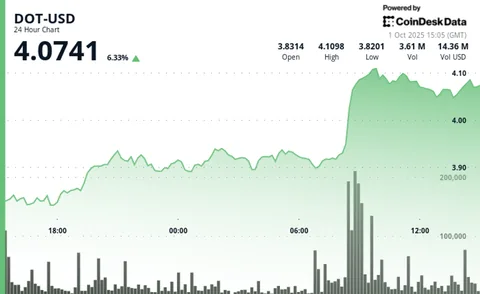 Powered by
CoinDesk Data
DOT-USD
24 Hour Chart
1 Oct 2025 15:05 (GMT)
4.0741 6.33%
3.8314 4.1098 3.8201 3.61 M 14.36 M
Open High Low Vol Vol USD
4.10
4.00
3.90
200,000
18:00 00:00 06:00 12:00
100,000